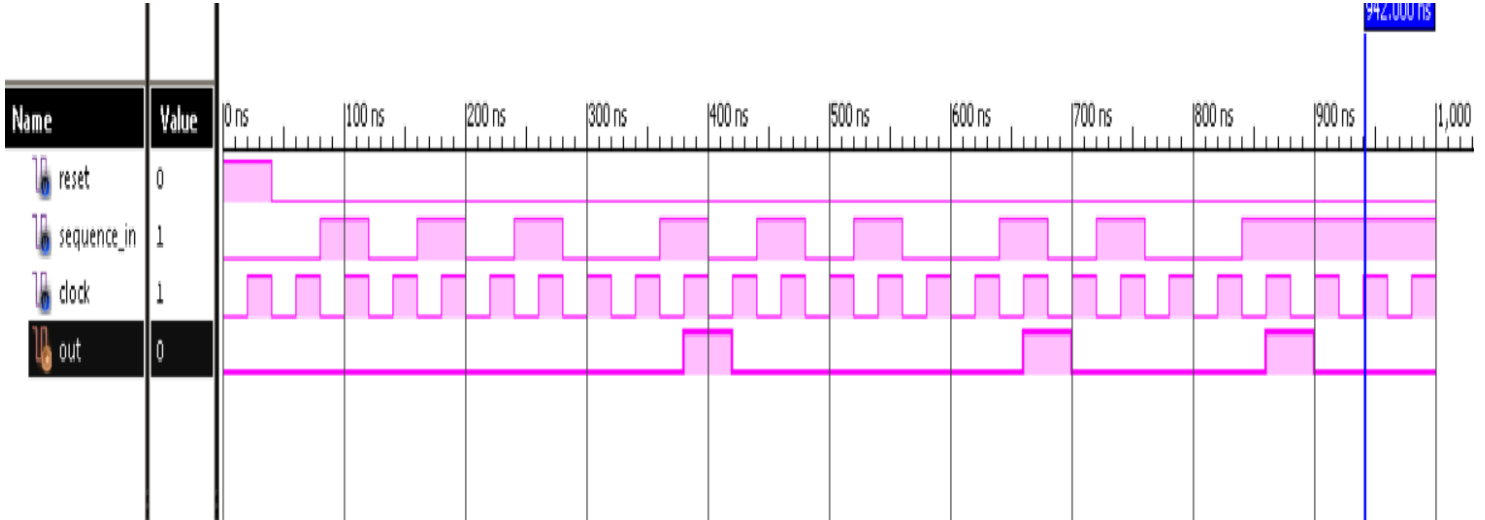 942.000 ns
Name Value 0 ns 100 ns 200 ns 300 ns 400 ns 500 ns 600 ns 700 ns 800 ns 900 ns 1,000
reset 0
sequence_in 1
clock 1
out 0